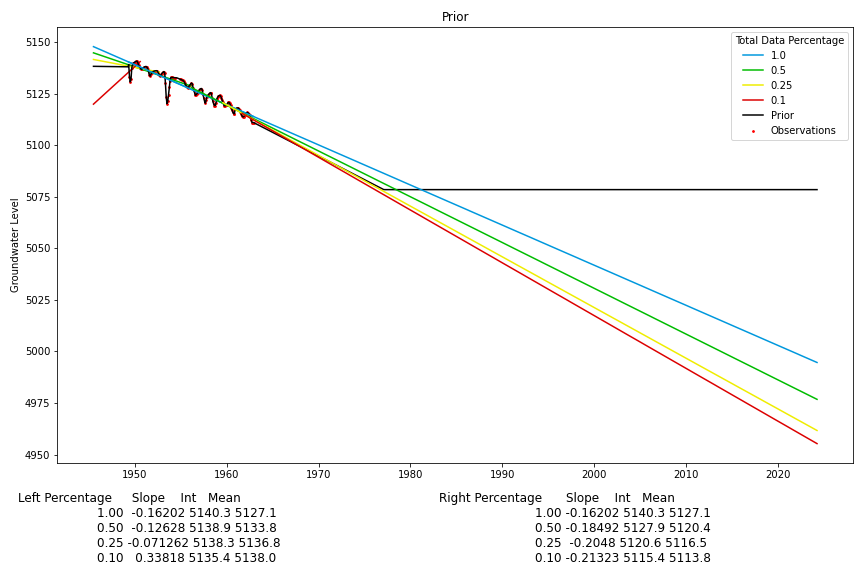 Prior
Total Data Percentage
1.0
0.5
0.25
0.1
Prior
Observations
Groundwater Level
5150
5125
5100
5075
5050
5025
5000
4975
4950
1950 1960 1970 1980 1990 2000 2010 2020
Left Percentage Slope Int Mean
1.00 -0.16202 5140.3 5127.1
0.50 -0.12628 5138.9 5133.8
0.25 -0.071262 5138.3 5136.8
0.10 0.33818 5135.4 5138.0
Right Percentage Slope Int Mean
1.00 -0.16202 5140.3 5127.1
0.50 -0.18492 5127.9 5120.4
0.25 -0.2048 5120.6 5116.5
0.10 -0.21323 5115.4 5113.8